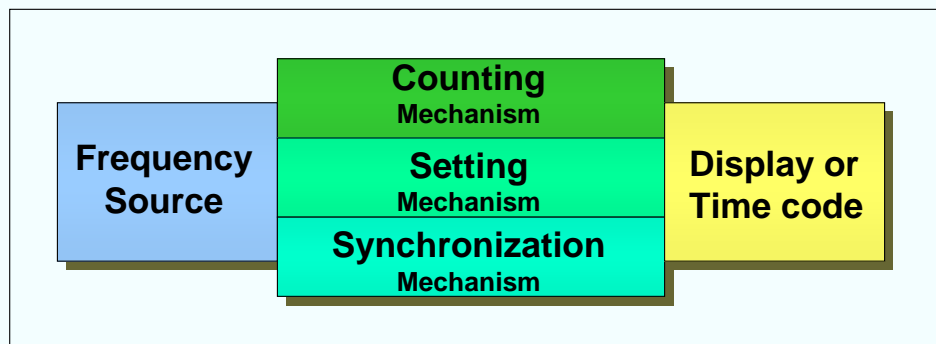 Frequency
Source
Counting
Mechanism
Setting
Mechanism
Synchronization
Mechanism
Display or
Time code